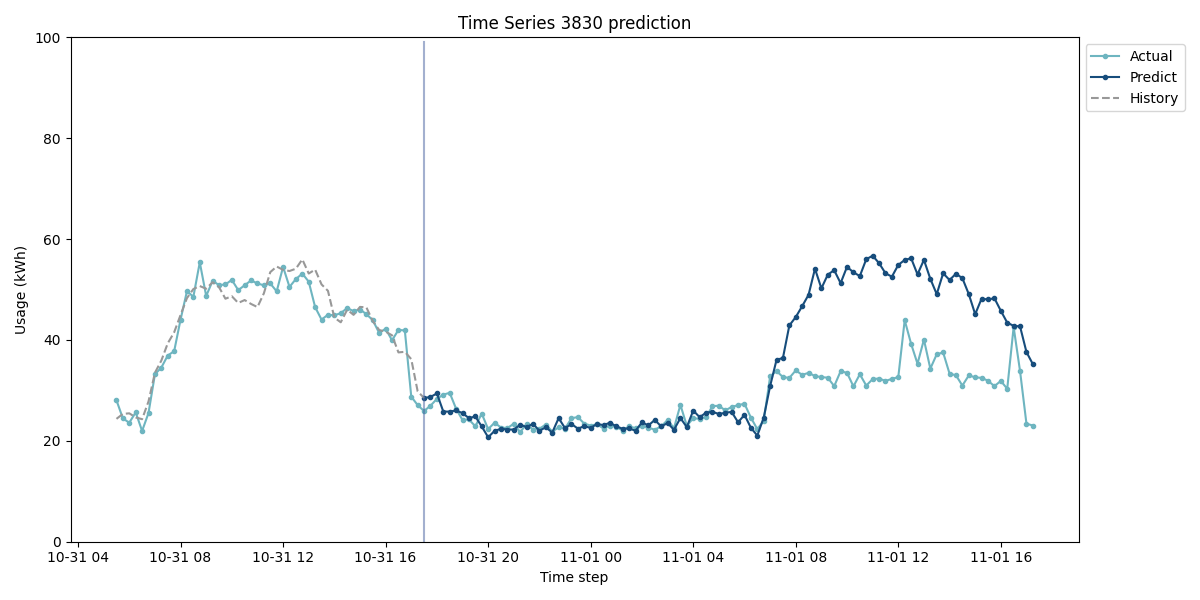 Time Series 3830 prediction
100
80
60
40
20
0
Usage (kWh)
10-31 04 10-31 08 10-31 12 10-31 16 10-31 20 11-01 00 11-01 04 11-01 08 11-01 12 11-01 16
Time step
Actual
Predict
History